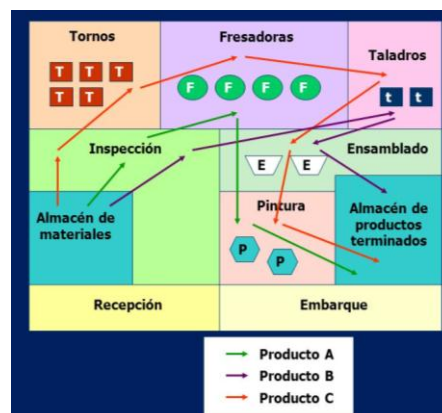 Tornos
Fresadoras
Taladros
T T T
T T
F F F F
t t
Inspección
Ensamblado
E E
Almacén de
materiales
Pintura
Almacén de
productos
terminados
P
P
Recepción
Embarque
Producto A
Producto B
Producto C